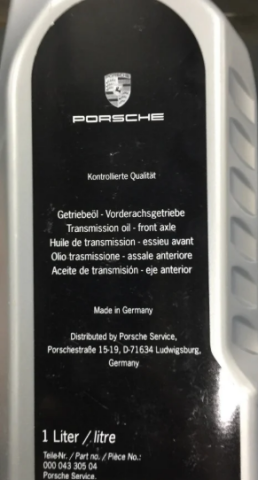 PORSCHE
Kontrollierte Qualität
Getriebeöl - Vorderachsgetriebe
Transmission oil - front axle
Huile de transmission - essieu avant
Olio trasmissione - assale anteriore
Aceite de transmisión - eje anterior
Made in Germany
Distributed by Porsche Service,
Porschestraße 15-19, D-71634 Ludwigsburg,
Germany
1 Liter / litre
Teile-Nr. / Part no. / Pièce No.:
000 043 305 04
Porsche Service.